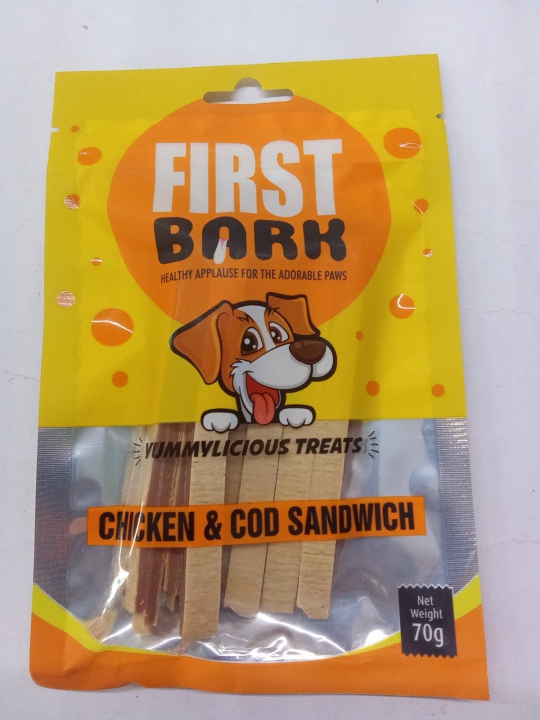 FIRST
BARK
HEALTHY APPLAUSE FOR THE ADORABLE PAWS
YUMMYLICIOUS TREATS
CHICKEN & COD SANDWICH
Net
Weight
70g